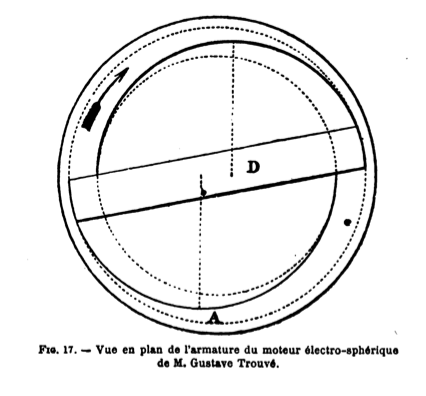 D
A
Fig. 17. — Vue en plan de l'armature du moteur électro-sphérique
de M. Gustave Trouvé.